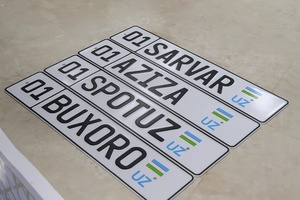 01 SARVAR UZ
01 AZIZA UZ
01 SPOTUZ UZ
01 BUXORO UZ